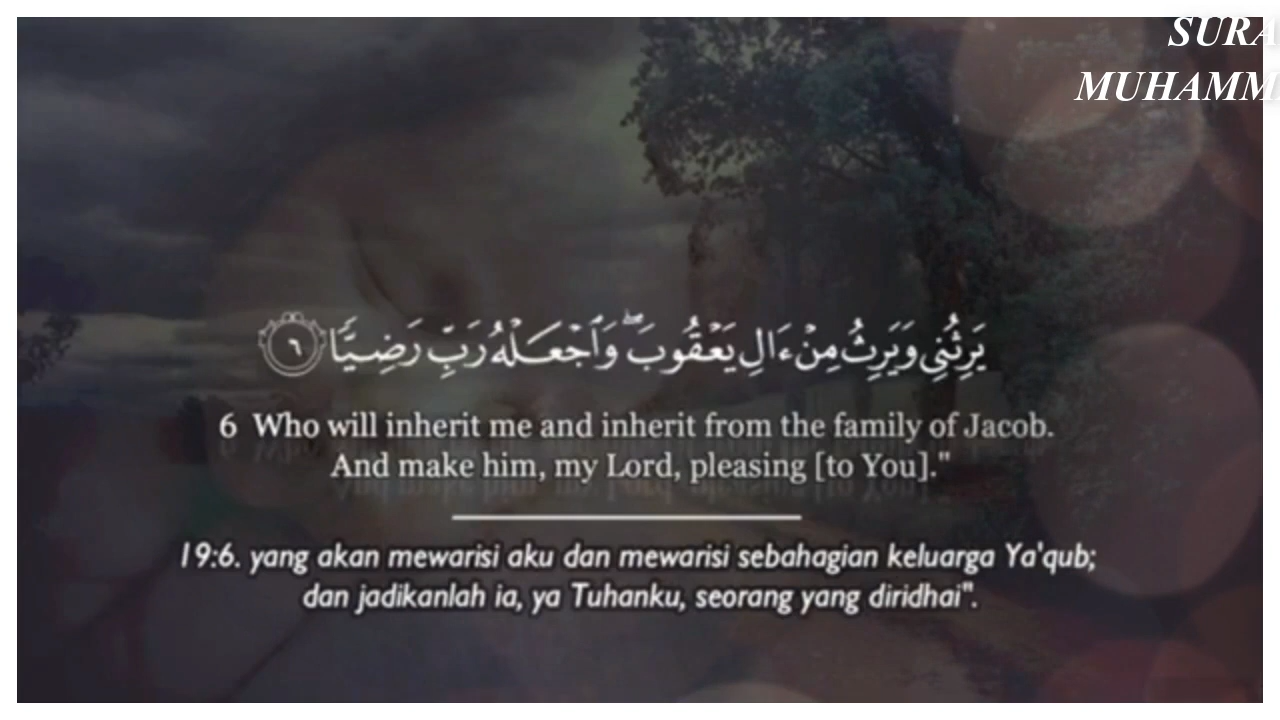 SURA
MUHAMM
يَرِثُنِي وَيَرِثُ مِنْ ءَالِ يَعْقُوبَ ۖ وَٱجْعَلْهُ رَبِّ رَضِيًّا ٦
6 Who will inherit me and inherit from the family of Jacob.
And make him, my Lord, pleasing [to You]."
19:6. yang akan mewarisi aku dan mewarisi sebahagian keluarga Ya'qub;
dan jadikanlah ia, ya Tuhanku, seorang yang diridhai".